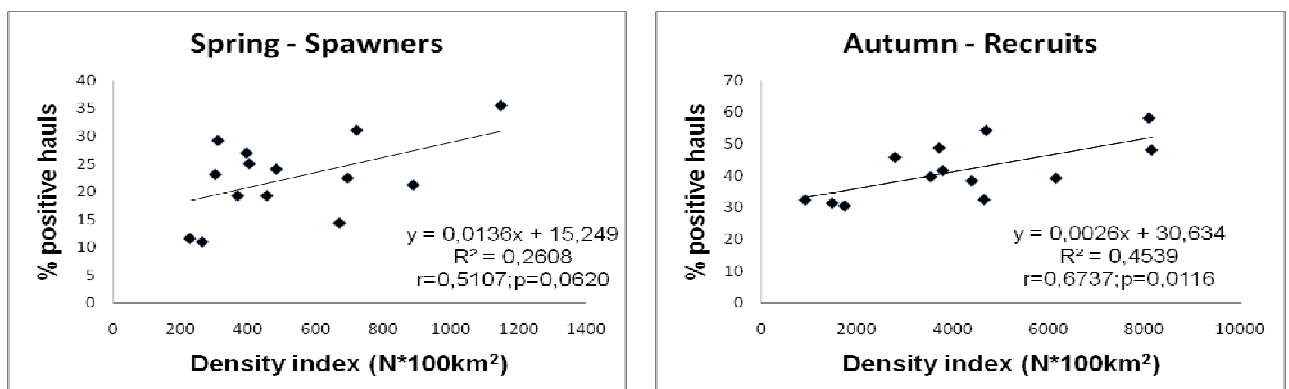 Spring - Spawners
% positive hauls
40
35
30
25
20
15
10
5
0
y = 0,0136x + 15,249
R² = 0,2608
r=0,5107;p=0,0620
0 200 400 600 800 1000 1200 1400
Density index (N*100km²)
Autumn - Recruits
% positive hauls
70
60
50
40
30
20
10
0
y = 0,0026x + 30,634
R² = 0,4539
r=0,6737;p=0,0116
0 2000 4000 6000 8000 10000
Density index (N*100km²)